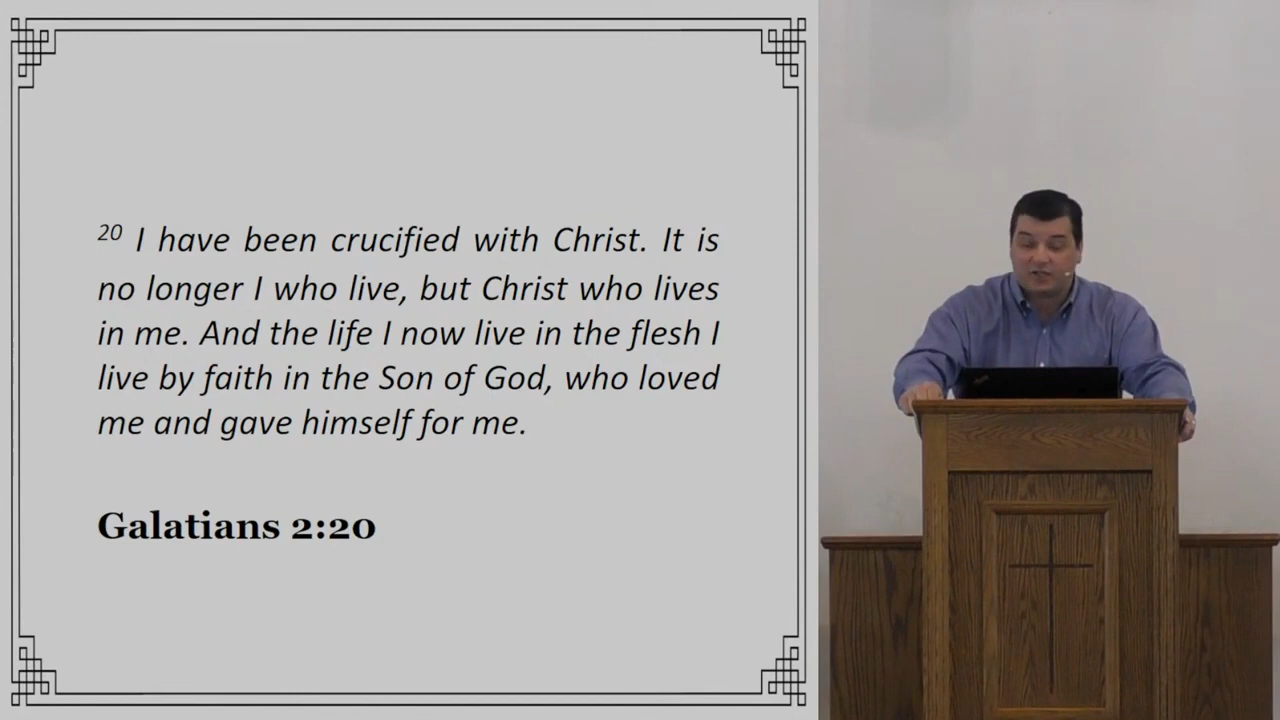 20 I have been crucified with Christ. It is
no longer I who live, but Christ who lives
in me. And the life I now live in the flesh I
live by faith in the Son of God, who loved
me and gave himself for me.
Galatians 2:20